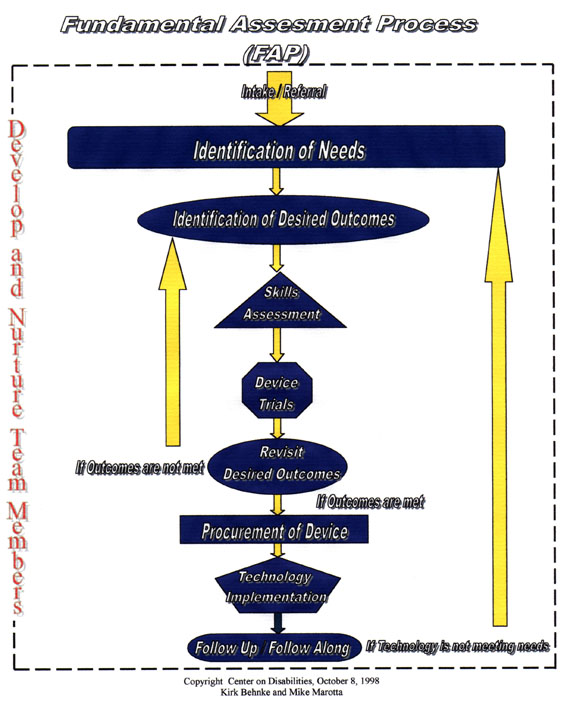 Fundamental Assesment Process
(FAP)
Intake / Referral
Develop and Nurture Team Members
Identification of Needs
Identification of Desired Outcomes
Skills
Assessment
Device
Trials
Revisit
Desired Outcomes
If Outcomes are not met
If Outcomes are met
Procurement of Device
Technology
Implementation
Follow Up / Follow Along
If Technology is not meeting needs
Copyright Center on Disabilities, October 8, 1998
Kirk Behnke and Mike Marotta